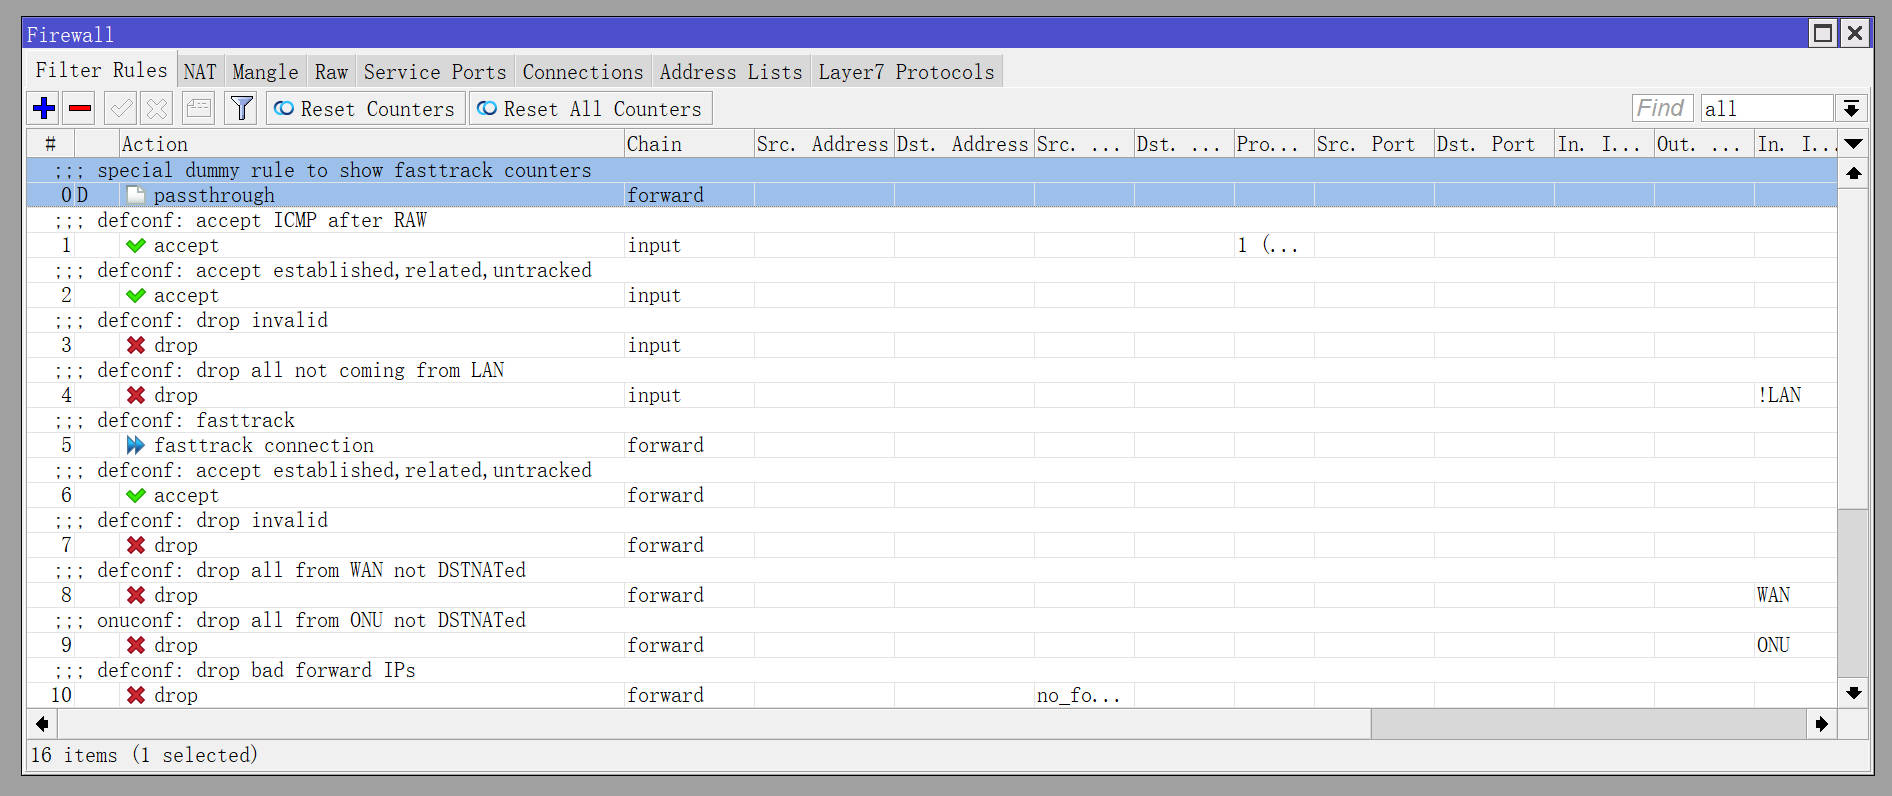 Firewall
Filter Rules NAT Mangle Raw Service Ports Connections Address Lists Layer7 Protocols
Reset Counters Reset All Counters Find all
# Action Chain Src. Address Dst. Address Src. ... Dst. ... Pro... Src. Port Dst. Port In. I... Out. ... In. I...
;;; special dummy rule to show fasttrack counters
0 D passthrough forward
;;; defconf: accept ICMP after RAW
1 accept input 1 (...
;;; defconf: accept established,related,untracked
2 accept input
;;; defconf: drop invalid
3 drop input
;;; defconf: drop all not coming from LAN
4 drop input !LAN
;;; defconf: fasttrack
5 fasttrack connection forward
;;; defconf: accept established,related,untracked
6 accept forward
;;; defconf: drop invalid
7 drop forward
;;; defconf: drop all from WAN not DSTNATed
8 drop forward WAN
;;; onuconf: drop all from ONU not DSTNATed
9 drop forward ONU
;;; defconf: drop bad forward IPs
10 drop forward no_fo...
16 items (1 selected)